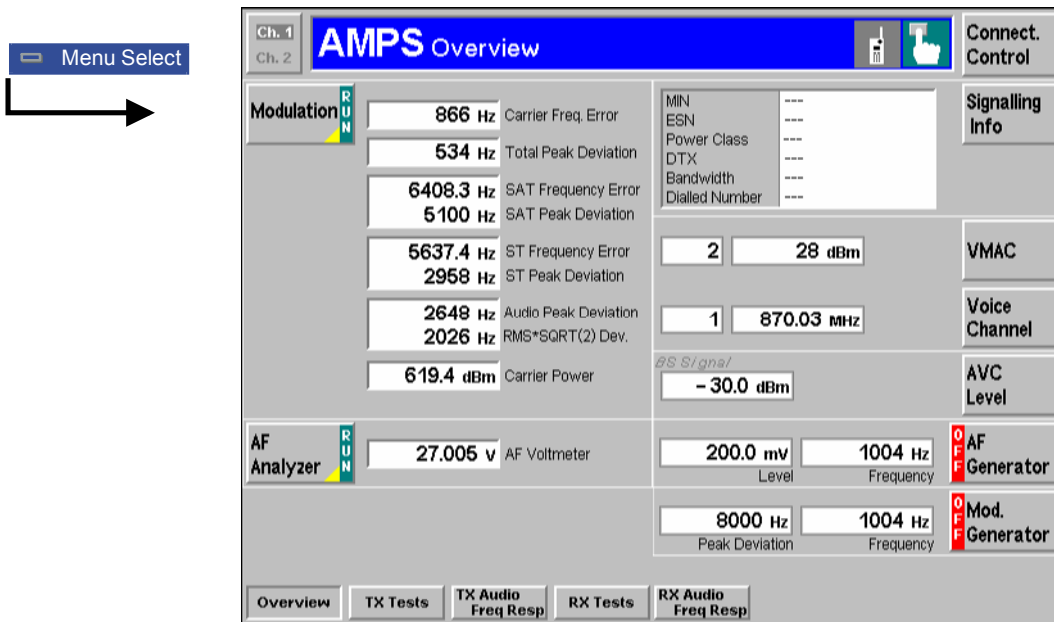 Menu Select
Ch. 1
Ch. 2
AMPS Overview
Connect.
Control
Modulation
RUN
866 Hz Carrier Freq. Error
534 Hz Total Peak Deviation
6408.3 Hz SAT Frequency Error
5100 Hz SAT Peak Deviation
5637.4 Hz ST Frequency Error
2958 Hz ST Peak Deviation
2648 Hz Audio Peak Deviation
2026 Hz RMS*SQRT(2) Dev.
619.4 dBm Carrier Power
MIN ---
ESN ---
Power Class ---
DTX ---
Bandwidth ---
Dialled Number ---
Signalling
Info
2 28 dBm
VMAC
1 870.03 MHz
Voice
Channel
BS Signal
– 30.0 dBm
AVC
Level
AF
Analyzer
RUN
27.005 V AF Voltmeter
200.0 mV 1004 Hz
Level Frequency
OFF
AF
Generator
8000 Hz 1004 Hz
Peak Deviation Frequency
OFF
Mod.
Generator
Overview
TX Tests
TX Audio
Freq Resp
RX Tests
RX Audio
Freq Resp